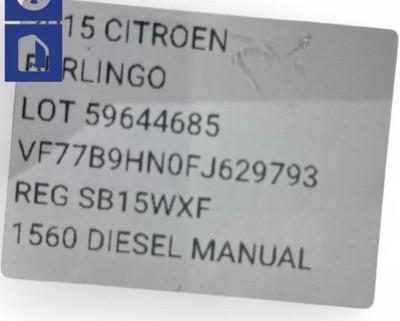 15 CITROEN
RLINGO
LOT 59644685
VF77B9HN0FJ629793
REG SB15WXF
1560 DIESEL MANUAL